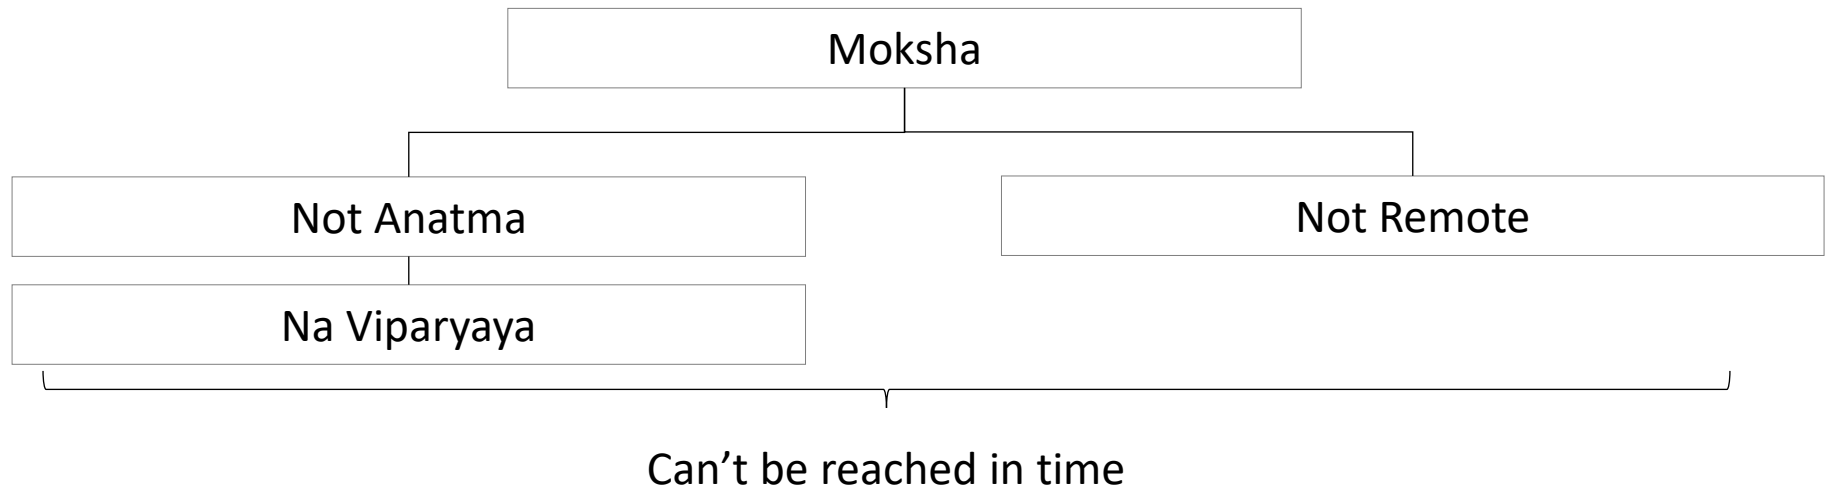 Moksha
Not Anatma
Not Remote
Na Viparyaya
Can’t be reached in time